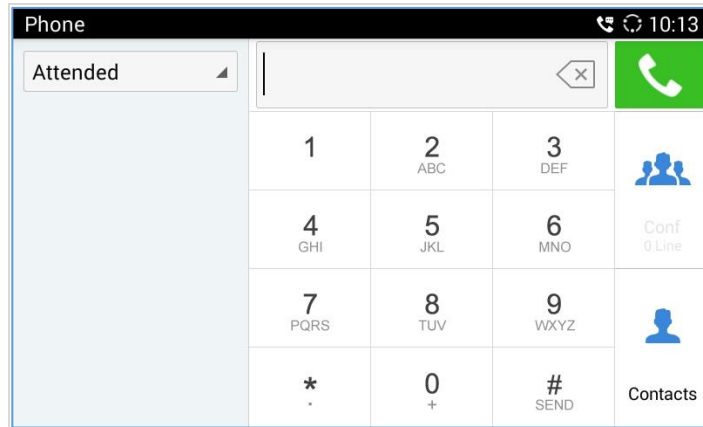 Phone 10:13
Attended
1 2 3
ABC DEF
4 5 6
GHI JKL MNO
Conf
0 Line
7 8 9
PQRS TUV WXYZ
* 0 #
. + SEND
Contacts